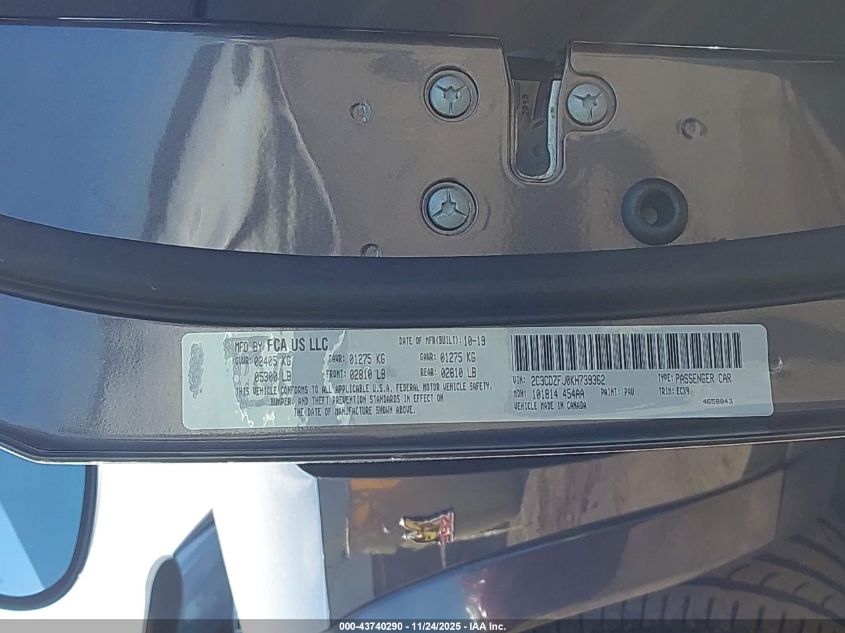 MFD BY FCA US LLC DATE OF MFR(BUILT) 10-19
GVWR: 02405 KG GAWR: 01275 KG GAWR: 01275 KG
05300 LB FRONT: 02810 LB REAR: 02810 LB
THIS VEHICLE CONFORMS TO ALL APPLICABLE U.S.A. FEDERAL MOTOR VEHICLE SAFETY,
BUMPER, AND THEFT PREVENTION STANDARDS IN EFFECT ON
THE DATE OF MANUFACTURE SHOWN ABOVE.
VIN: 2C3CDZFJ0KH739362 TYPE: PASSENGER CAR
MDH: 101814 454AA PAINT: PAU TRIM: ECX9
VEHICLE MADE IN CANADA 4658843
000-43740290 - 11/24/2025 - IAA Inc.